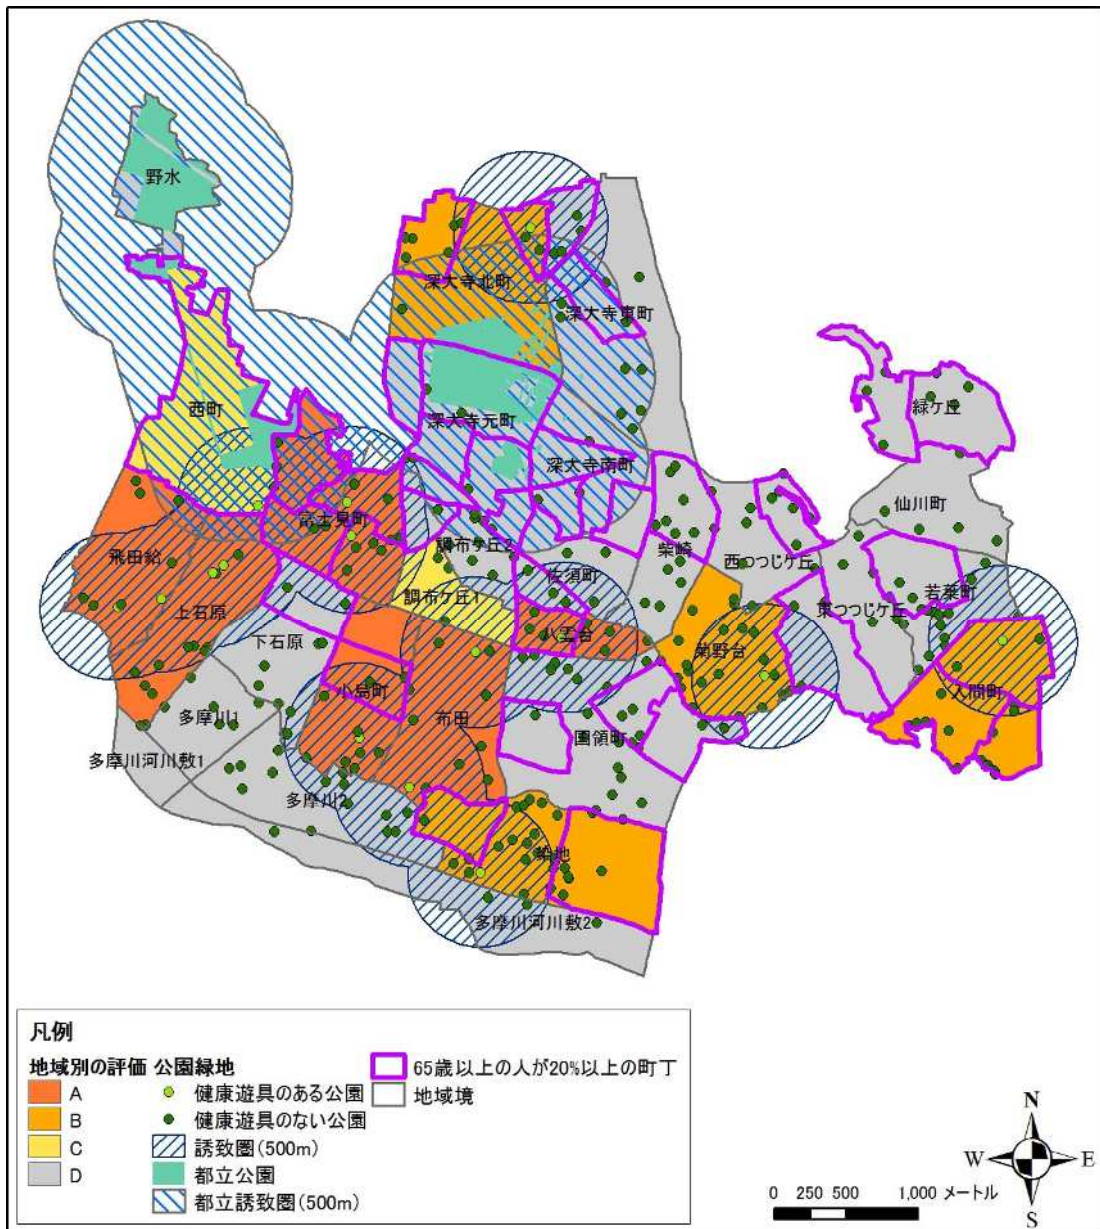 野水
深大寺北町
深大寺東町
西町
深大寺元町
緑ケ丘
深大寺南町
仙川町
富士見町
調布ケ丘2
柴崎
西つつじケ丘
飛田給
佐須町
若葉町
調布ケ丘1
上石原
東つつじケ丘
八雲台
下石原
菊野台
小島町
入間町
布田
多摩川1
国領町
多摩川河川敷1
多摩川2
染地
多摩川河川敷2
凡例
地域別の評価 公園緑地
65歳以上の人が20%以上の町丁
A
健康遊具のある公園
地域境
B
健康遊具のない公園
C
誘致圏(500m)
D
都立公園
都立誘致圏(500m)
N
W
E
S
0 250 500 1,000 メートル